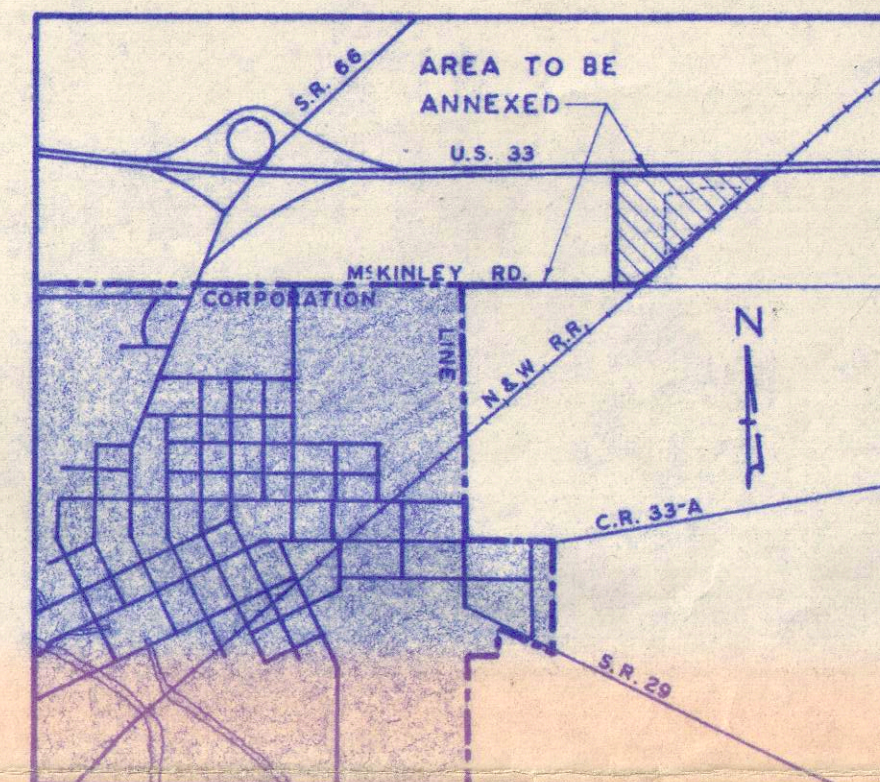 S.R. 66
AREA TO BE
ANNEXED
U.S. 33
McKINLEY RD.
CORPORATION
LINE
N & W R.R.
N
C.R. 33-A
S.R. 29